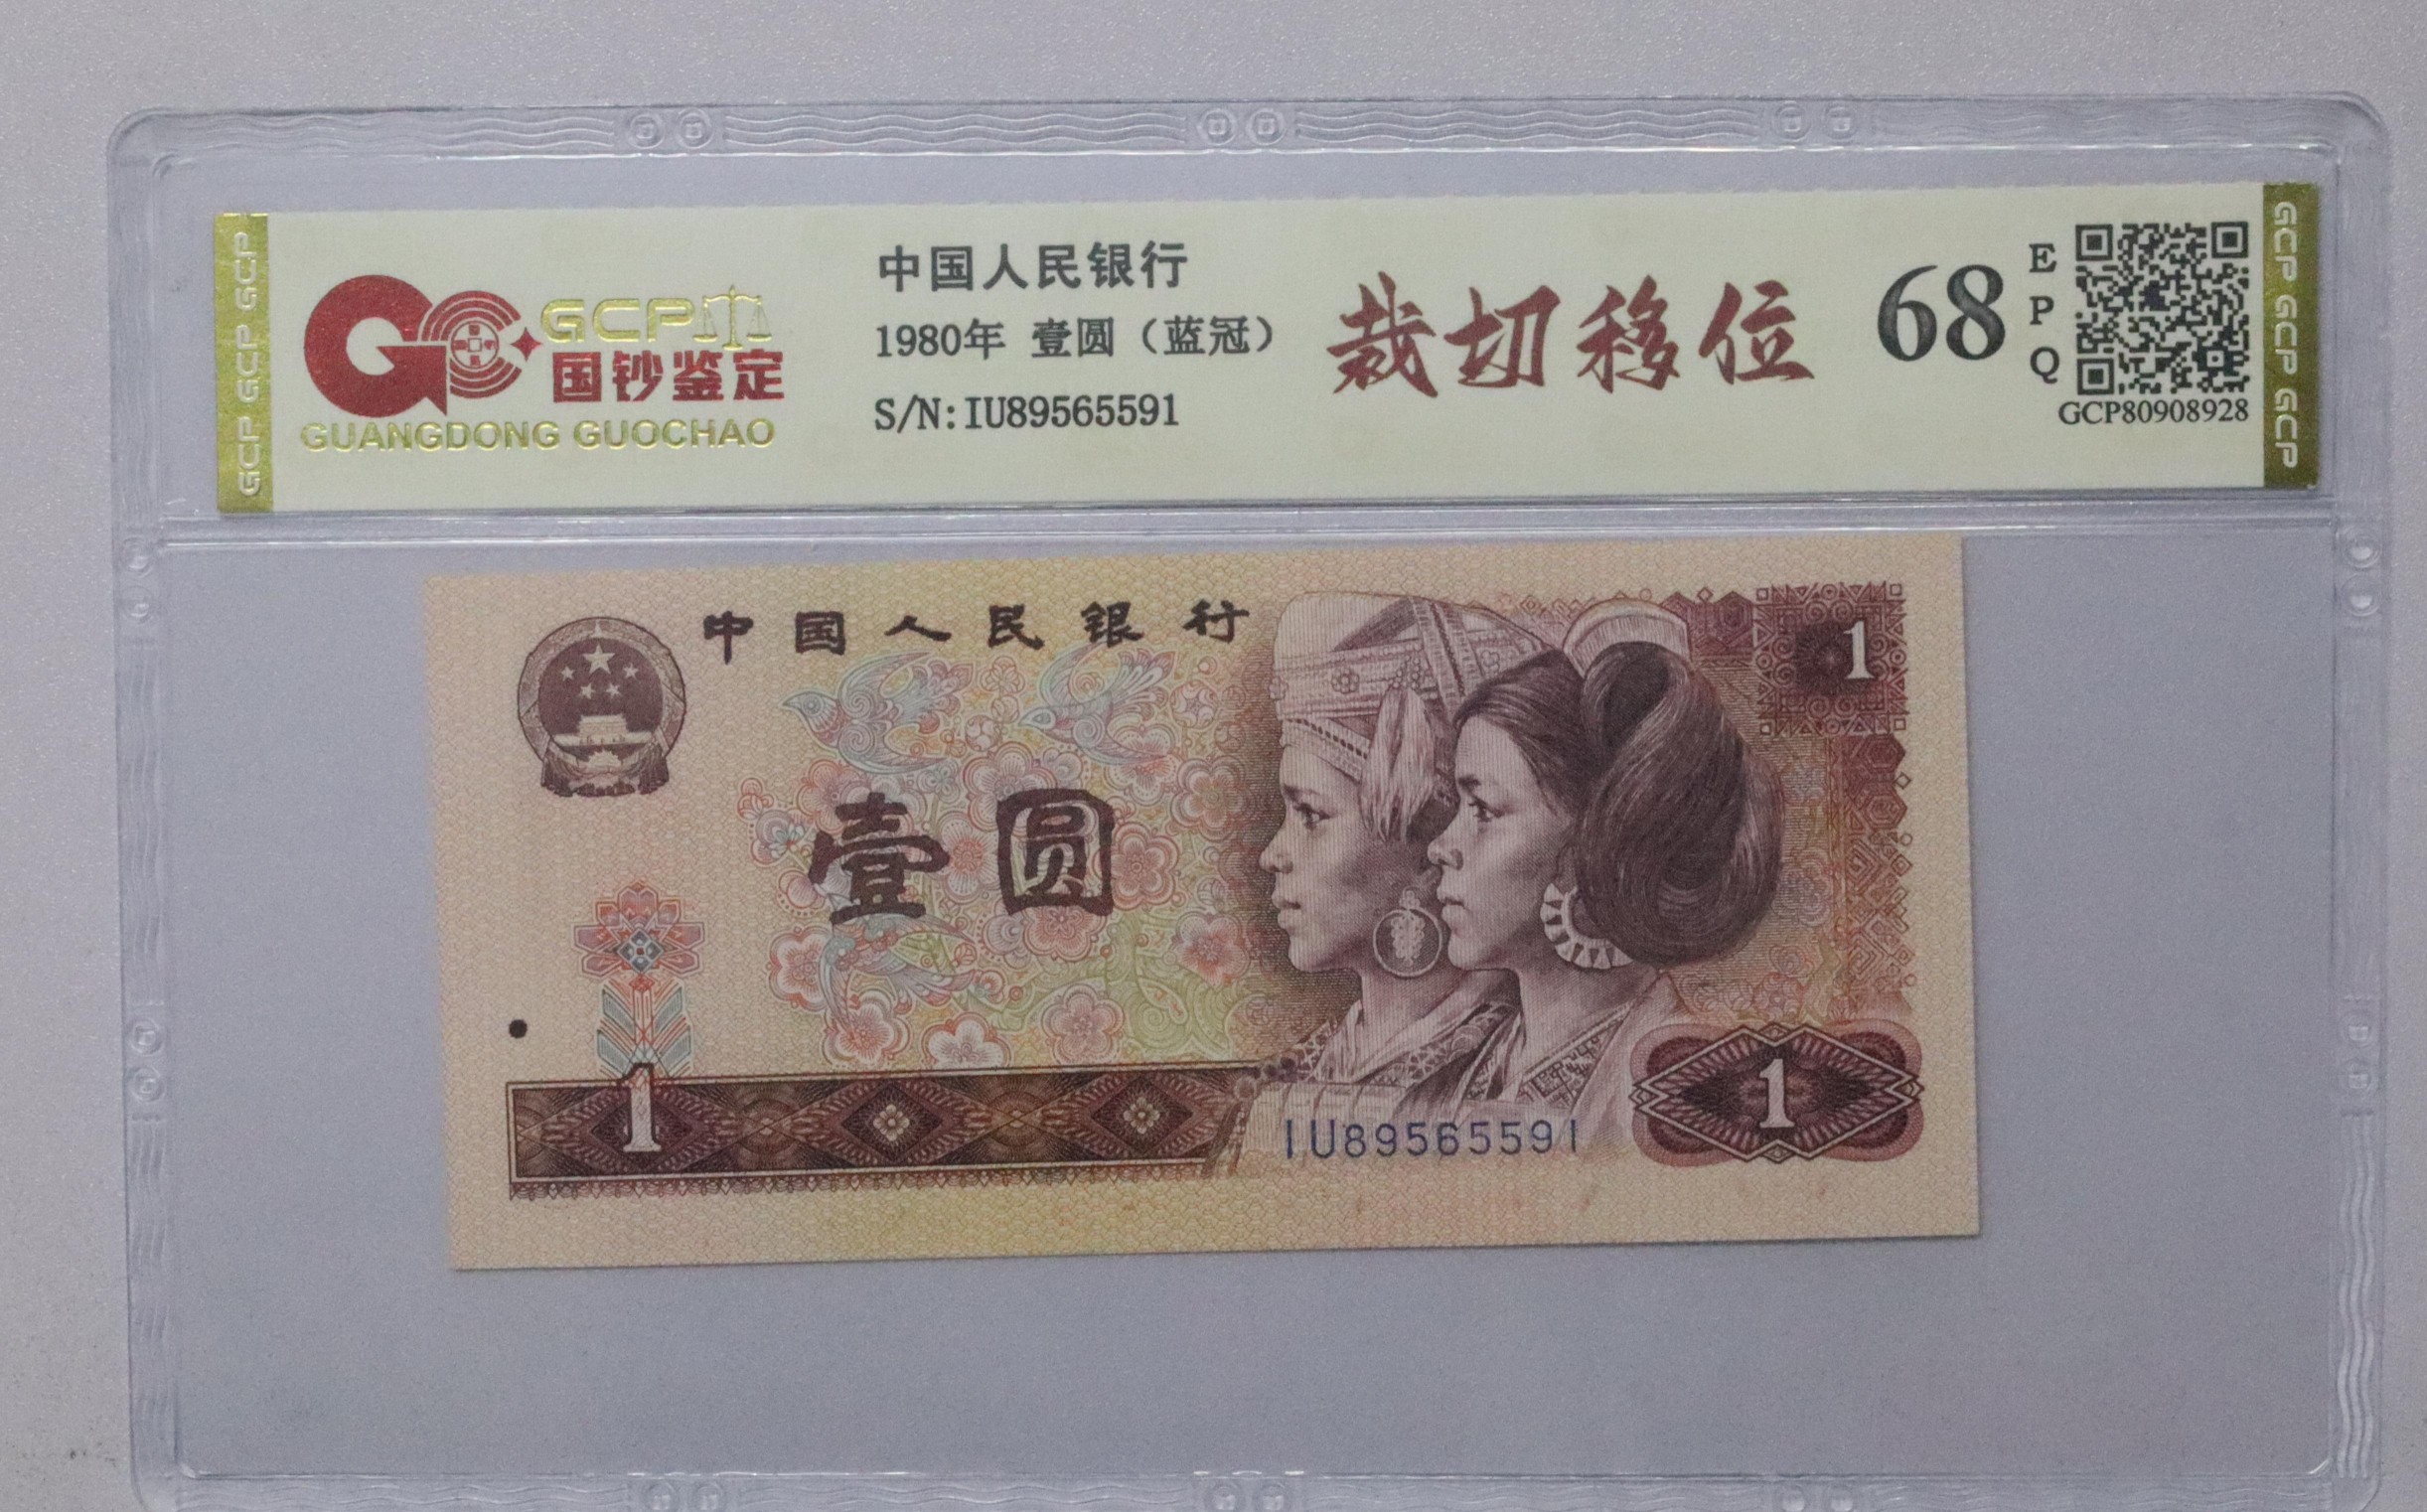 GCP GCP GCP
GCP
国钞鉴定
GUANGDONG GUOCHAO
中国人民银行
1980年 壹圆（蓝冠）
S/N:IU89565591
裁切移位
68
EPQ
GCP80908928
GCP GCP GCP
中国人民银行
1
壹圆
1
IU89565591
1